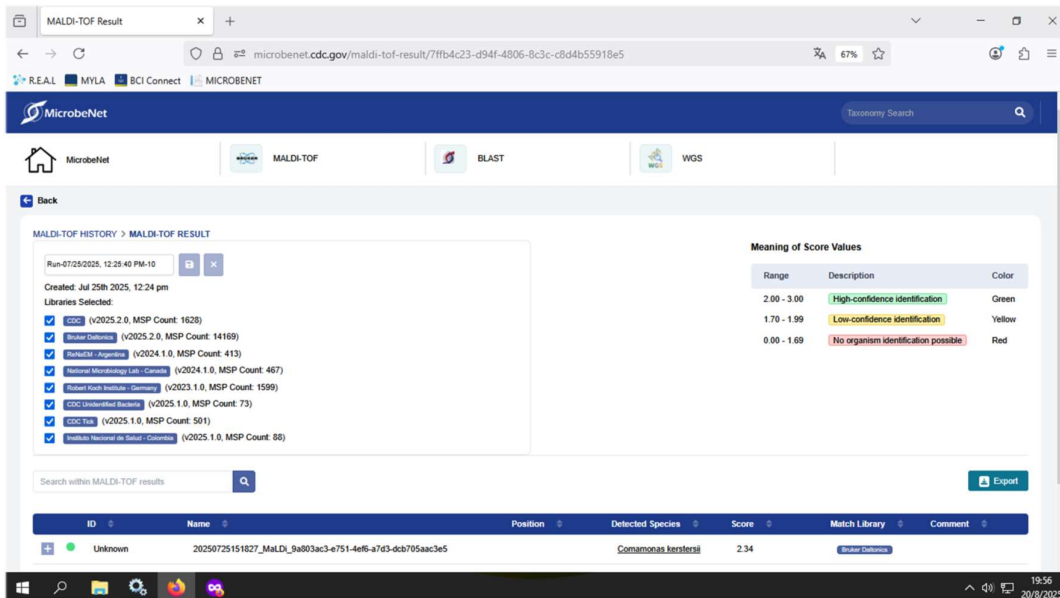 MALDI-TOF Result
microbenet.cdc.gov/maldi-tof-result/7ffb4c23-d94f-4806-8c3c-c8d4b55918e5
67%
R.E.A.L MYLA BCI Connect MICROBENET
MicrobeNet
Taxonomy Search
MicrobeNet
BRUKER
MALDI-TOF
BLAST
WGS
WGS
Back
MALDI-TOF HISTORY > MALDI-TOF RESULT
Run-07/25/2025, 12:25:40 PM-10
Created: Jul 25th 2025, 12:24 pm
Libraries Selected:
CDC (v2025.2.0, MSP Count: 1628)
Bruker Daltonics (v2025.2.0, MSP Count: 14169)
ReNaEM - Argentina (v2024.1.0, MSP Count: 413)
National Microbiology Lab - Canada (v2024.1.0, MSP Count: 467)
Robert Koch Institute - Germany (v2023.1.0, MSP Count: 1599)
CDC Unidentified Bacteria (v2025.1.0, MSP Count: 73)
CDC Tick (v2025.1.0, MSP Count: 501)
Instituto Nacional de Salud - Colombia (v2025.1.0, MSP Count: 88)
Meaning of Score Values
Range Description Color
2.00 - 3.00 High-confidence identification Green
1.70 - 1.99 Low-confidence identification Yellow
0.00 - 1.69 No organism identification possible Red
Search within MALDI-TOF results
Export
ID Name Position Detected Species Score Match Library Comment
Unknown 20250725151827_MaLDi_9a803ac3-e751-4ef6-a7d3-dcb705aac3e5 Comamonas kerstersii 2.34 Bruker Daltonics
19:56
20/8/202